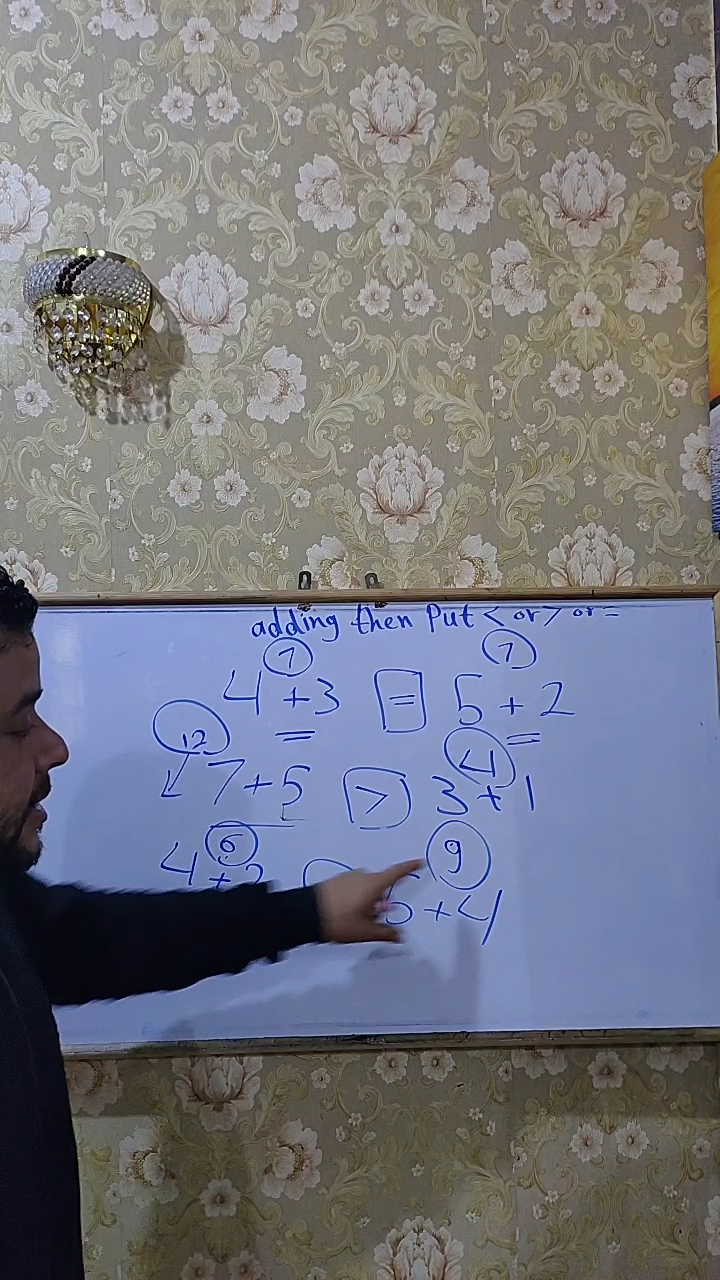 adding then Put < or > or =
7 7
4 + 3 = 5 + 2
12 4
7 + 5 > 3 + 1
6 9
4 + 2 5 + 4